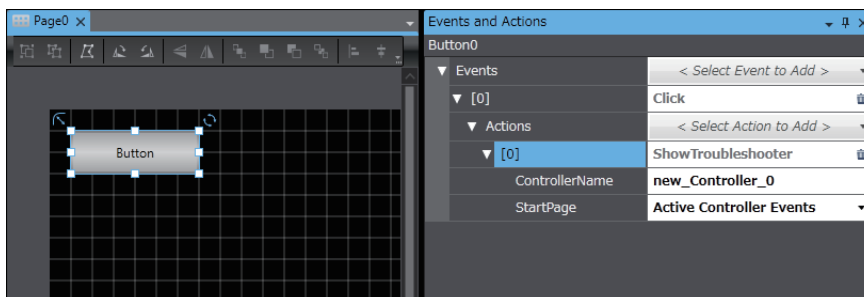 Page0
Events and Actions
Button0
Events
< Select Event to Add >
[0]
Click
Actions
< Select Action to Add >
[0]
ShowTroubleshooter
Button
ControllerName
new_Controller_0
StartPage
Active Controller Events